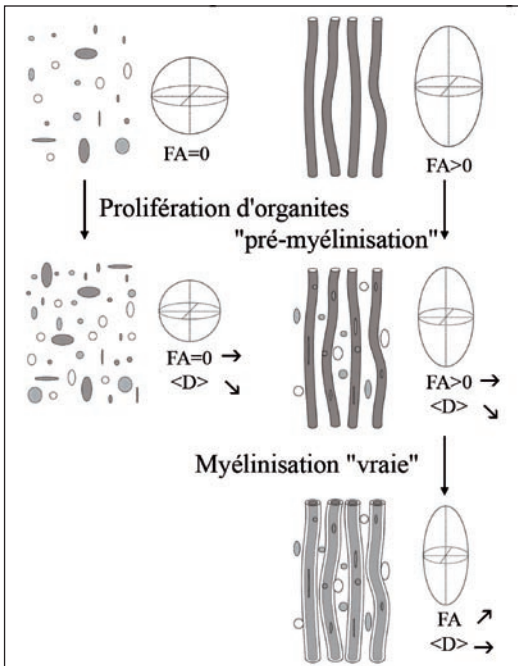 FA=0
FA>0
Prolifération d'organites
"pré-myélinisation"
FA=0 →
<D> ↘
FA>0 →
<D> ↘
Myélinisation "vraie"
FA ↗
<D> →